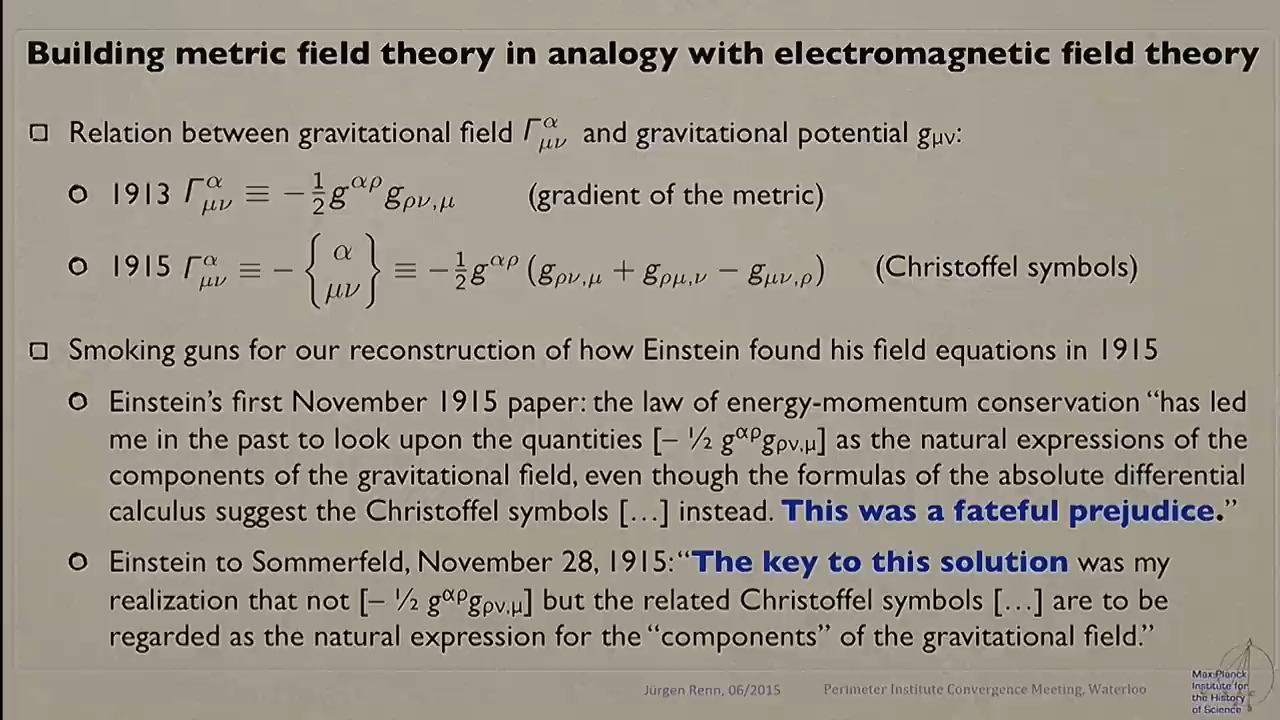 Building metric field theory in analogy with electromagnetic field theory
Relation between gravitational field Γ^α_μν and gravitational potential gμν:
1913 Γ^α_μν ≡ −½g^αρ g_ρν,μ (gradient of the metric)
1915 Γ^α_μν ≡ −{α μν} ≡ −½g^αρ (g_ρν,μ + g_ρμ,ν − g_μν,ρ) (Christoffel symbols)
Smoking guns for our reconstruction of how Einstein found his field equations in 1915
Einstein's first November 1915 paper: the law of energy-momentum conservation “has led
me in the past to look upon the quantities [– ½ g^αρ g_ρν,μ] as the natural expressions of the
components of the gravitational field, even though the formulas of the absolute differential
calculus suggest the Christoffel symbols […] instead. This was a fateful prejudice.”
Einstein to Sommerfeld, November 28, 1915: “The key to this solution was my
realization that not [– ½ g^αρ g_ρν,μ] but the related Christoffel symbols […] are to be
regarded as the natural expression for the “components” of the gravitational field.”
Jürgen Renn, 06/2015 Perimeter Institute Convergence Meeting, Waterloo
Max Planck
Institute for
the History
of Science